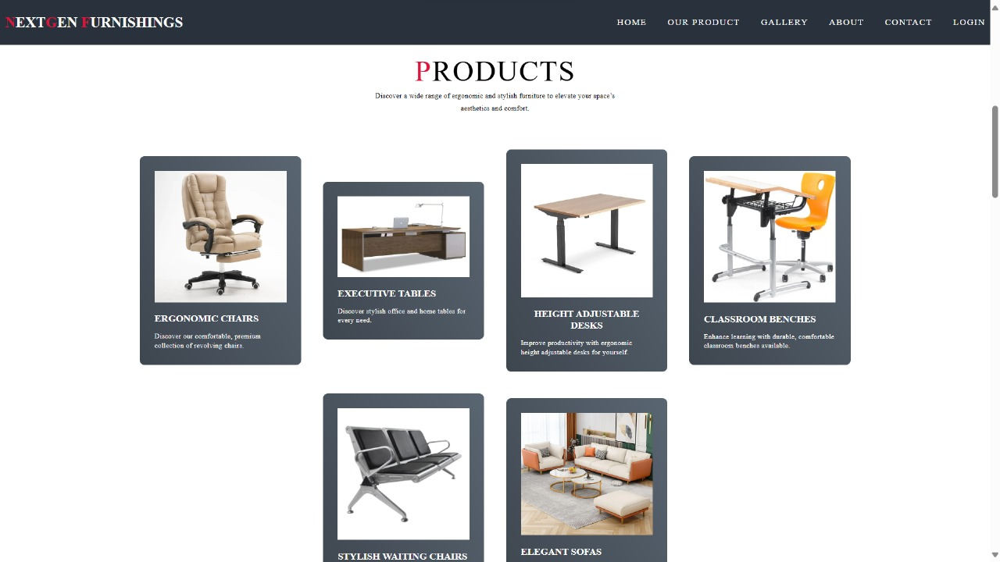 NEXTGEN FURNISHINGS
HOME OUR PRODUCT GALLERY ABOUT CONTACT LOGIN
PRODUCTS
Discover a wide range of ergonomic and stylish furniture to elevate your space's
aesthetics and comfort.
ERGONOMIC CHAIRS
Discover our comfortable, premium
collection of revolving chairs.
EXECUTIVE TABLES
Discover stylish office and home tables for
every need.
HEIGHT ADJUSTABLE
DESKS
Improve productivity with ergonomic
height adjustable desks for yourself.
CLASSROOM BENCHES
Enhance learning with durable, comfortable
classroom benches available.
STYLISH WAITING CHAIRS
ELEGANT SOFAS